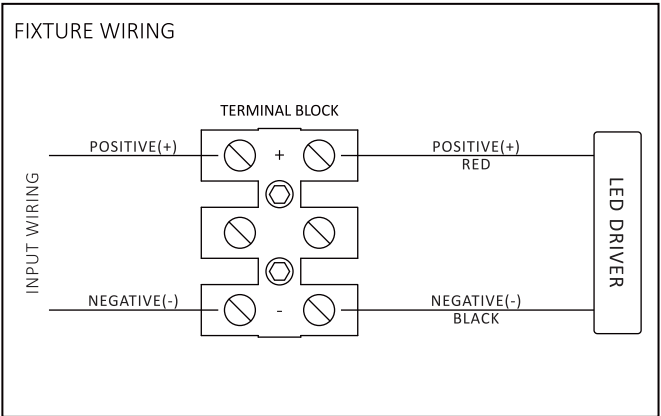 FIXTURE WIRING
TERMINAL BLOCK
POSITIVE(+)
+
POSITIVE(+)
RED
INPUT WIRING
LED DRIVER
NEGATIVE(-)
-
NEGATIVE(-)
BLACK